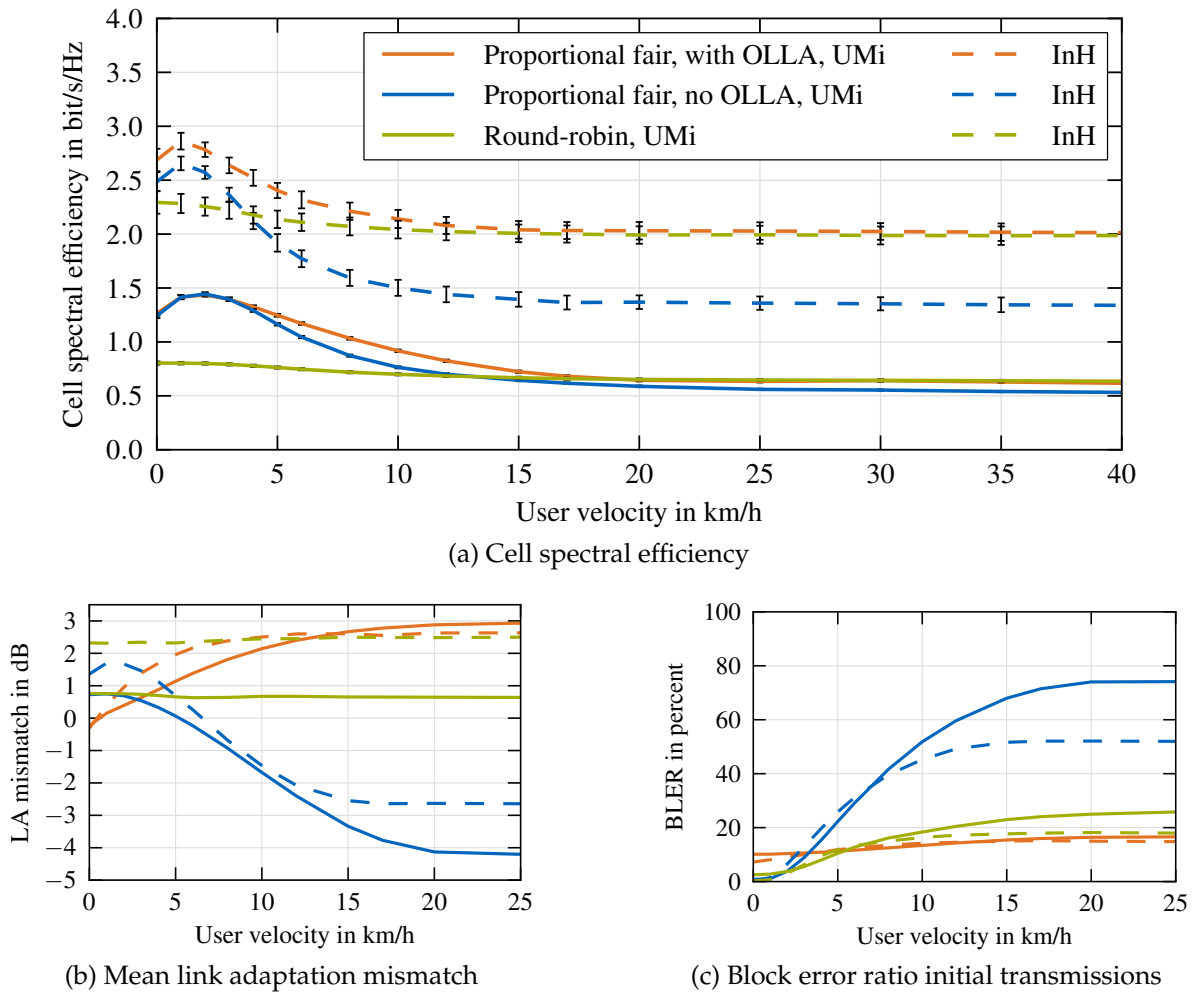 Cell spectral efficiency in bit/s/Hz
4.0
3.5
3.0
2.5
2.0
1.5
1.0
0.5
0.0
Proportional fair, with OLLA, UMi InH
Proportional fair, no OLLA, UMi InH
Round-robin, UMi InH
0 5 10 15 20 25 30 35 40
User velocity in km/h
(a) Cell spectral efficiency
LA mismatch in dB
3
2
1
0
−1
−2
−3
−4
−5
0 5 10 15 20 25
User velocity in km/h
(b) Mean link adaptation mismatch
BLER in percent
100
80
60
40
20
0
0 5 10 15 20 25
User velocity in km/h
(c) Block error ratio initial transmissions